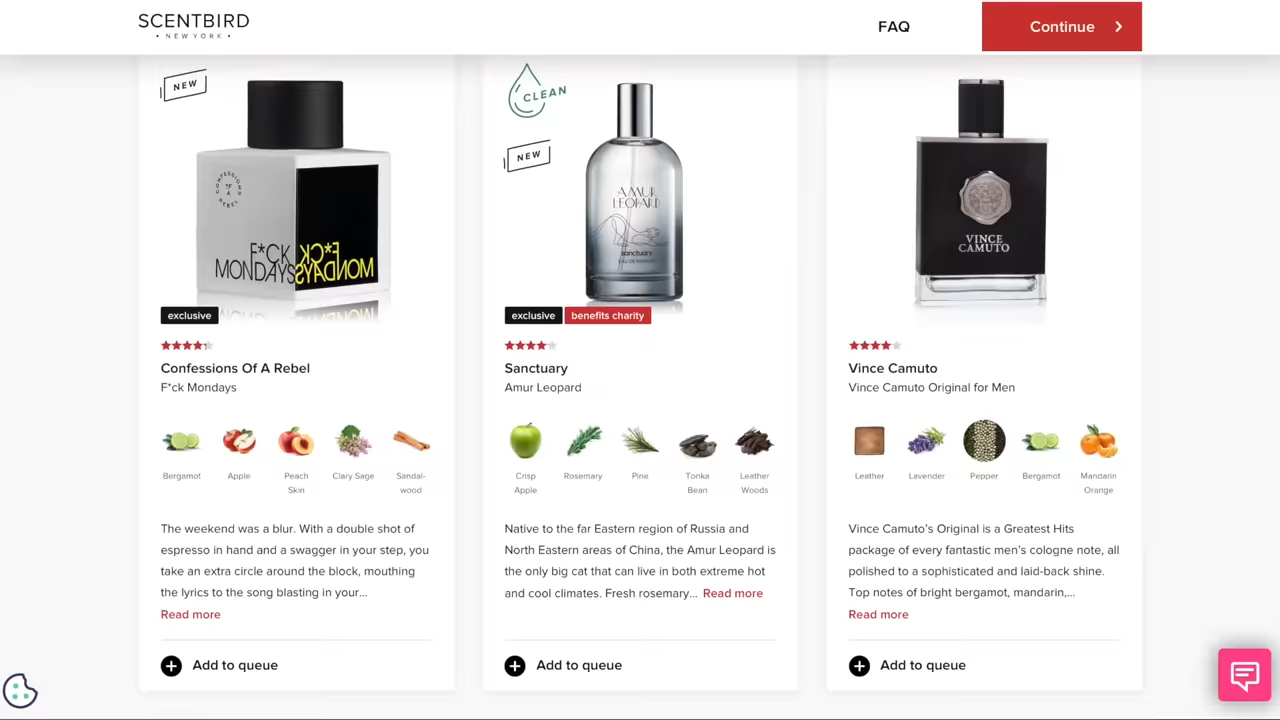 SCENTBIRD
• NEW YORK •
FAQ
Continue
NEW
CONFESSIONS OF A REBEL
F*CK
MONDAYS
F*CK
MONDAYS
exclusive
Confessions Of A Rebel
F*ck Mondays
Bergamot
Apple
Peach
Skin
Clary Sage
Sandal-
wood
The weekend was a blur. With a double shot of
espresso in hand and a swagger in your step, you
take an extra circle around the block, mouthing
the lyrics to the song blasting in your...
Read more
Add to queue
CLEAN
NEW
AMUR
LEOPARD
sanctuary
EAU DE PARFUM
exclusive
benefits charity
Sanctuary
Amur Leopard
Crisp
Apple
Rosemary
Pine
Tonka
Bean
Leather
Woods
Native to the far Eastern region of Russia and
North Eastern areas of China, the Amur Leopard is
the only big cat that can live in both extreme hot
and cool climates. Fresh rosemary... Read more
Add to queue
VINCE
CAMUTO
Vince Camuto
Vince Camuto Original for Men
Leather
Lavender
Pepper
Bergamot
Mandarin
Orange
Vince Camuto’s Original is a Greatest Hits
package of every fantastic men’s cologne note, all
polished to a sophisticated and laid-back shine.
Top notes of bright bergamot, mandarin,...
Read more
Add to queue